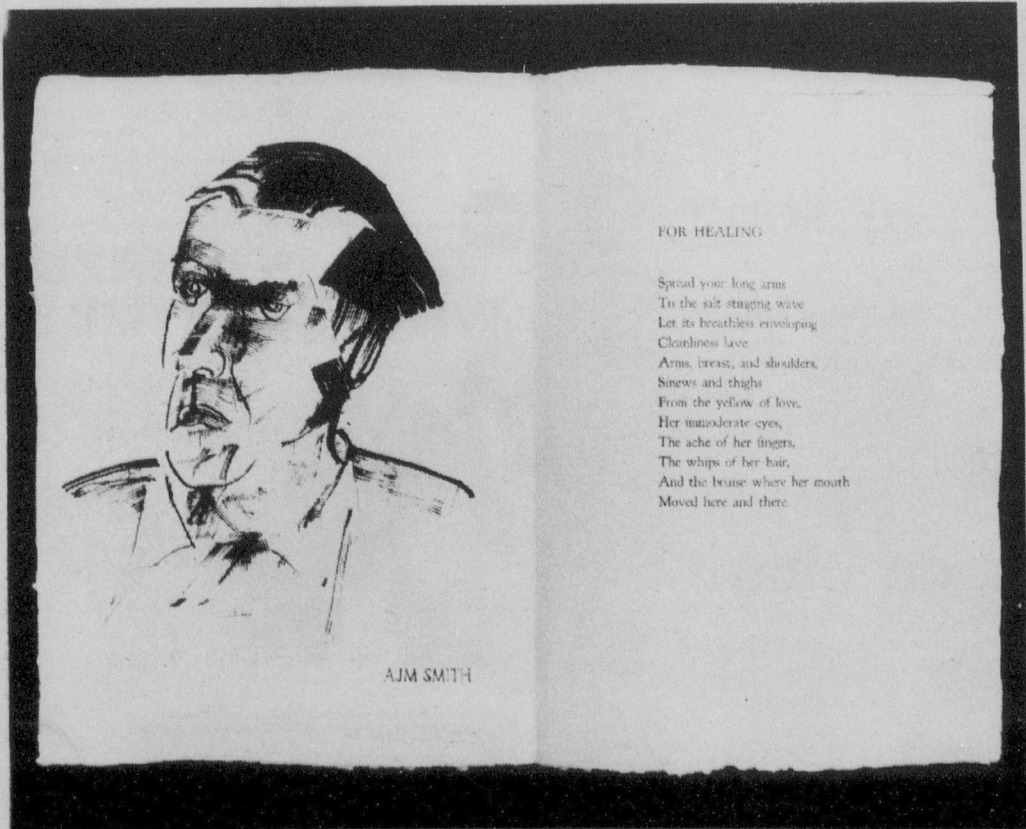 AJM SMITH
FOR HEALING
Spread your long arms
To the salt stinging wave
Let its breathless enveloping
Cleanliness lave
Arms, breast, and shoulders,
Sinews and thighs
From the yellow of love,
Her immoderate eyes,
The ache of her fingers,
The whips of her hair,
And the bruise where her mouth
Moved here and there